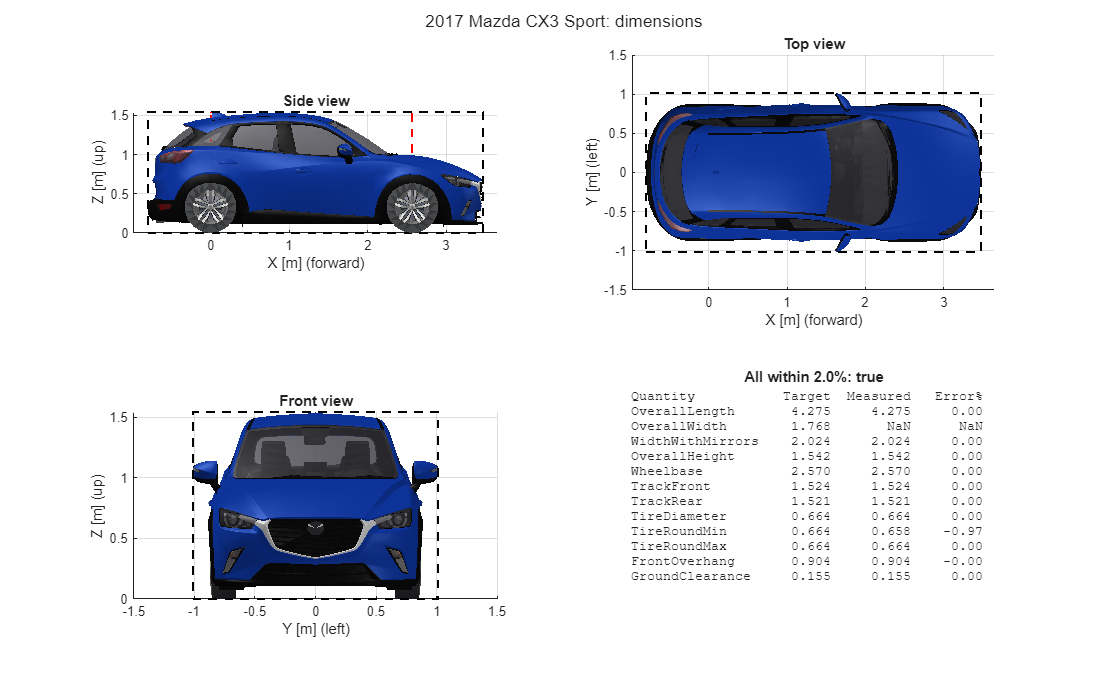 2017 Mazda CX3 Sport: dimensions
Side view
1.5
1
0.5
0
Z [m] (up)
0 1 2 3
X [m] (forward)
Top view
1.5
1
0.5
0
-0.5
-1
-1.5
Y [m] (left)
0 1 2 3
X [m] (forward)
Front view
1.5
1
0.5
0
Z [m] (up)
-1.5 -1 -0.5 0 0.5 1 1.5
Y [m] (left)
All within 2.0%: true
Quantity Target Measured Error%
OverallLength 4.275 4.275 0.00
OverallWidth 1.768 NaN NaN
WidthWithMirrors 2.024 2.024 0.00
OverallHeight 1.542 1.542 0.00
Wheelbase 2.570 2.570 0.00
TrackFront 1.524 1.524 0.00
TrackRear 1.521 1.521 0.00
TireDiameter 0.664 0.664 0.00
TireRoundMin 0.664 0.658 -0.97
TireRoundMax 0.664 0.664 0.00
FrontOverhang 0.904 0.904 -0.00
GroundClearance 0.155 0.155 0.00